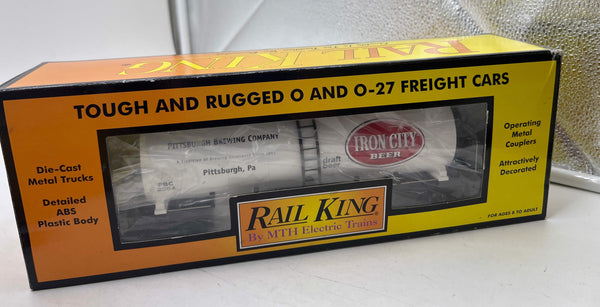 RAIL KING
TOUGH AND RUGGED O AND O-27 FREIGHT CARS
Die-Cast
Metal Trucks
Detailed
ABS
Plastic Body
PITTSBURGH BREWING COMPANY
Pittsburgh, Pa
PBC
IRON CITY
BEER
draft
beer
Operating
Metal
Couplers
Attractively
Decorated
RAIL KING
By MTH Electric Trains
FOR AGES 8 TO ADULT